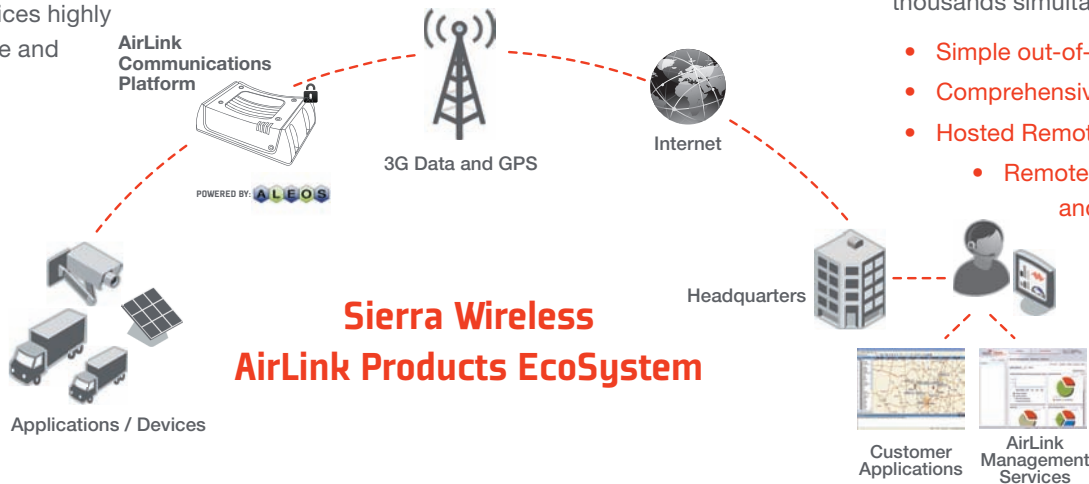 ices highly
e and
AirLink
Communications
Platform
POWERED BY: ALEOS
3G Data and GPS
Internet
thousands simulta
• Simple out-of-
• Comprehensiv
• Hosted Remot
• Remote
and
Headquarters
Sierra Wireless
AirLink Products EcoSystem
Applications / Devices
Customer
Applications
AirLink
Management
Services